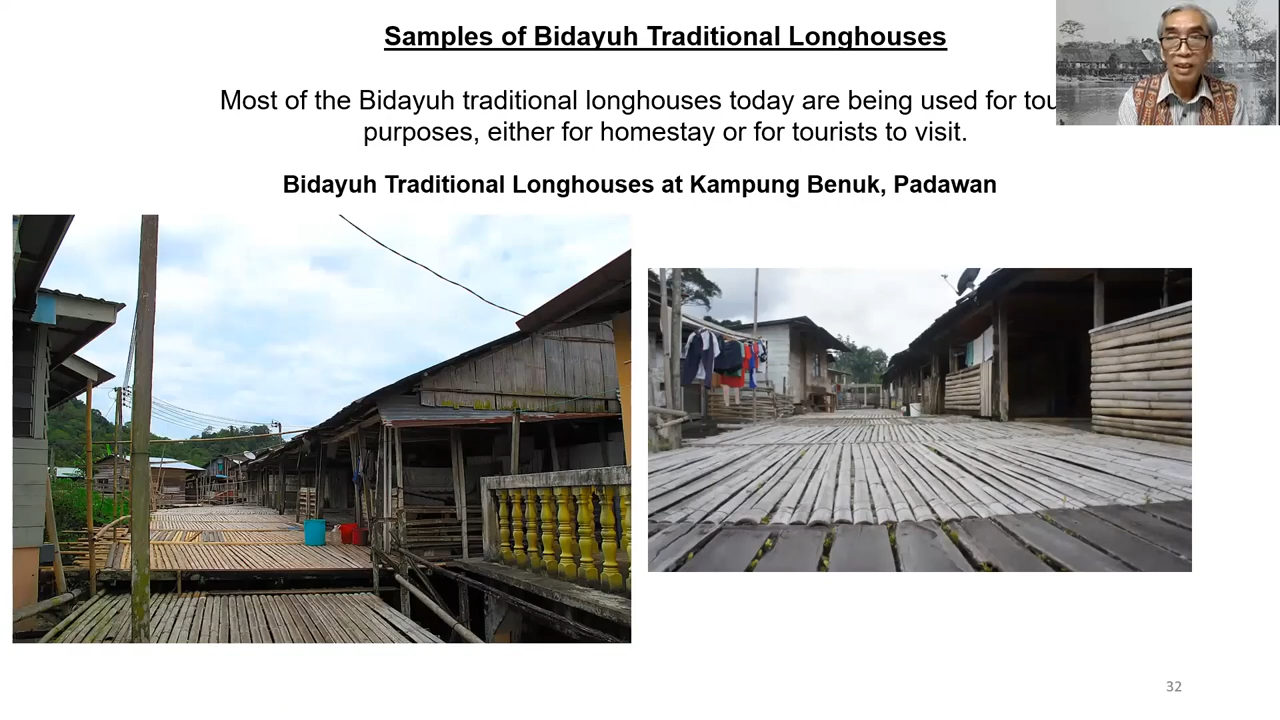 Samples of Bidayuh Traditional Longhouses
Most of the Bidayuh traditional longhouses today are being used for
purposes, either for homestay or for tourists to visit.
Bidayuh Traditional Longhouses at Kampung Benuk, Padawan
32